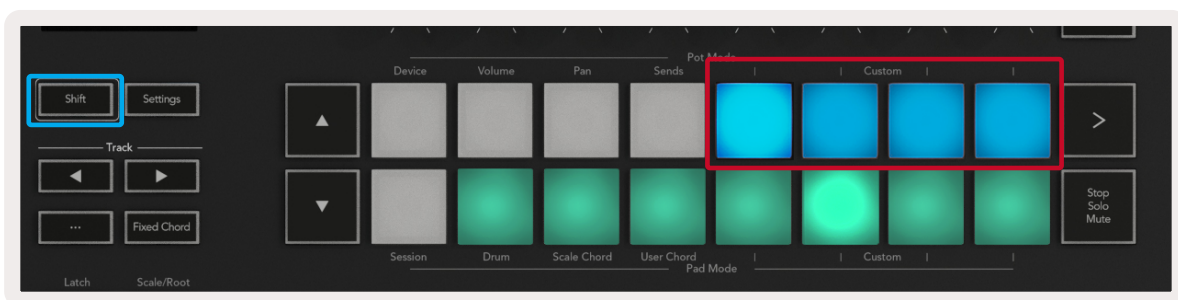 Pot Mode
Device Volume Pan Sends Custom
Shift Settings
Track
Fixed Chord
Stop
Solo
Mute
Session Drum Scale Chord User Chord Custom
Pad Mode
Latch Scale/Root